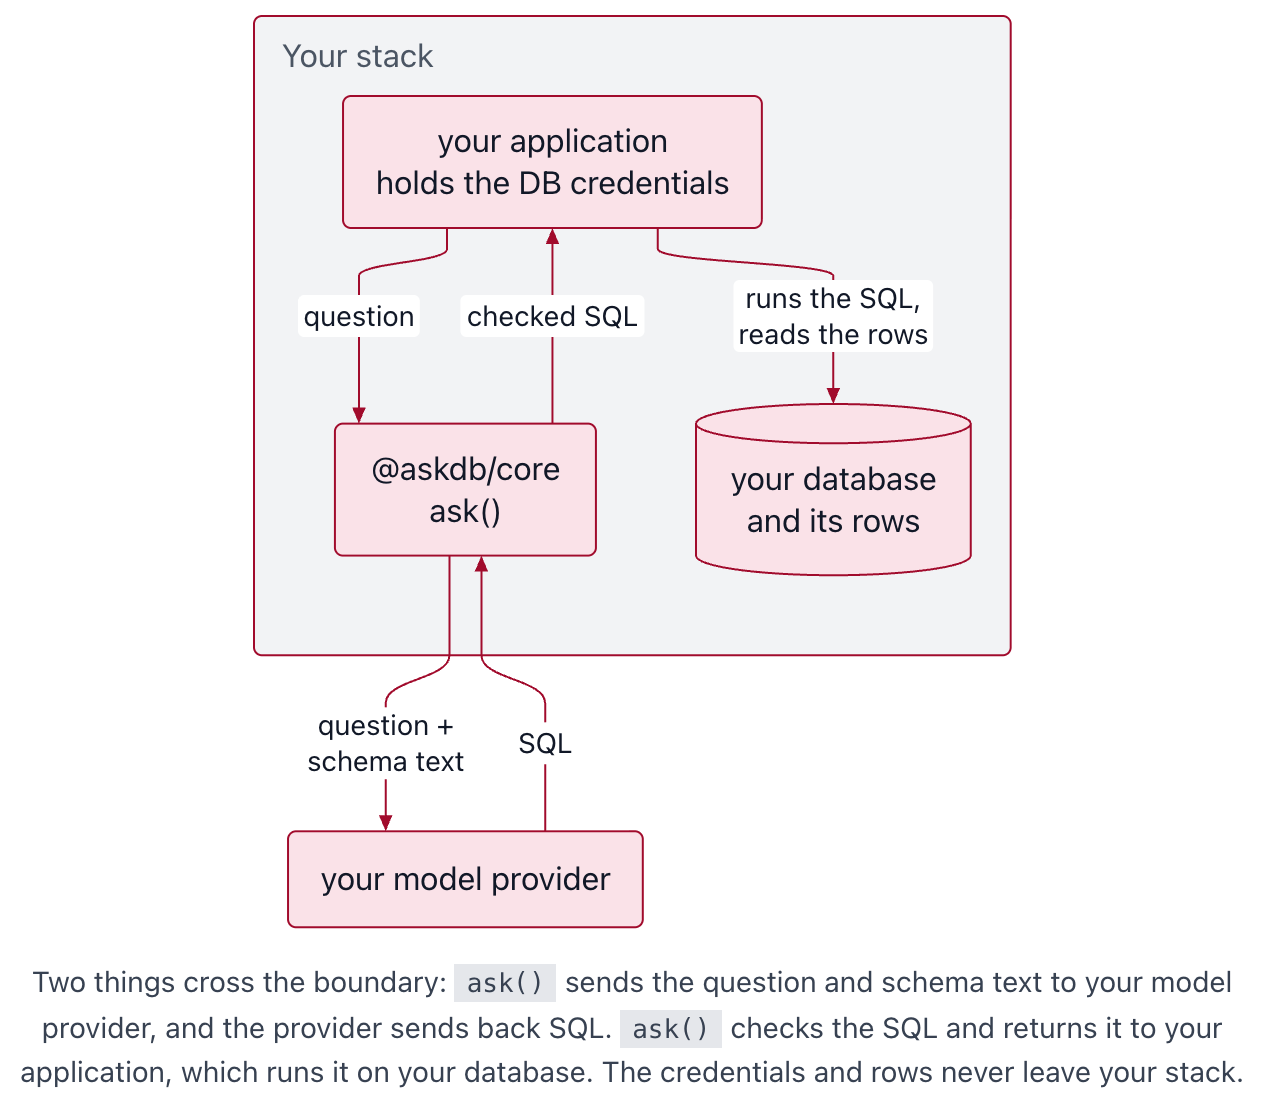 Your stack
your application
holds the DB credentials
question
checked SQL
runs the SQL,
reads the rows
@askdb/core
ask()
your database
and its rows
question +
schema text
SQL
your model provider
Two things cross the boundary: ask() sends the question and schema text to your model
provider, and the provider sends back SQL. ask() checks the SQL and returns it to your
application, which runs it on your database. The credentials and rows never leave your stack.